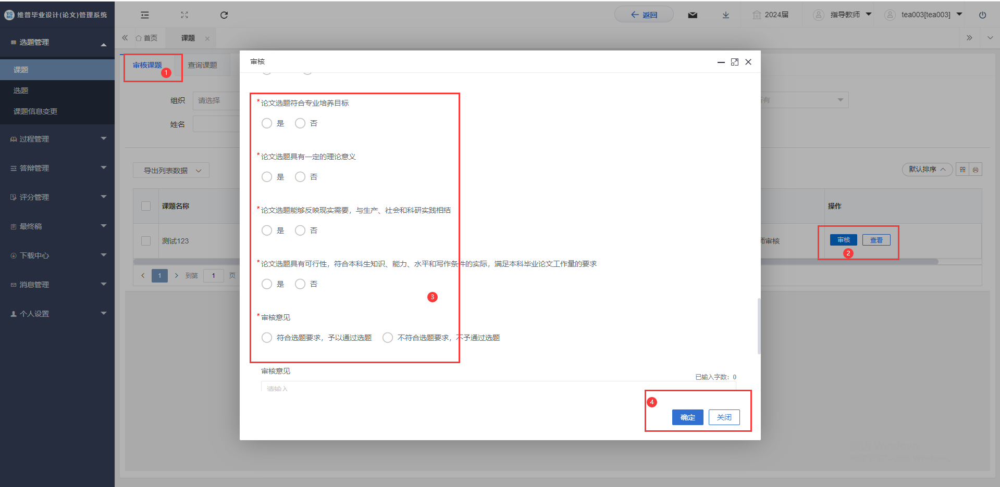 维普毕业设计(论文)管理系统
返回
2024届
指导教师
tea003[tea003]
首页
课题
选题管理
课题
选题
课题信息变更
过程管理
答辩管理
评分管理
最终稿
下载中心
消息管理
个人设置
审核课题
1
查询课题
组织
请选择
姓名
导出列表数据
默认排序
课题名称
操作
测试123
师审核
审核
查看
2
1
到第
1
页
审核
*论文选题符合专业培养目标
是
否
*论文选题具有一定的理论意义
是
否
*论文选题能够反映现实需要，与生产、社会和科研实践相结
是
否
*论文选题具有可行性，符合本科生知识、能力、水平和写作条件的实际，满足本科毕业论文工作量的要求
是
否
3
*审核意见
符合选题要求，予以通过选题
不符合选题要求，不予通过选题
审核意见
已输入字数：0
请输入
4
确定
关闭